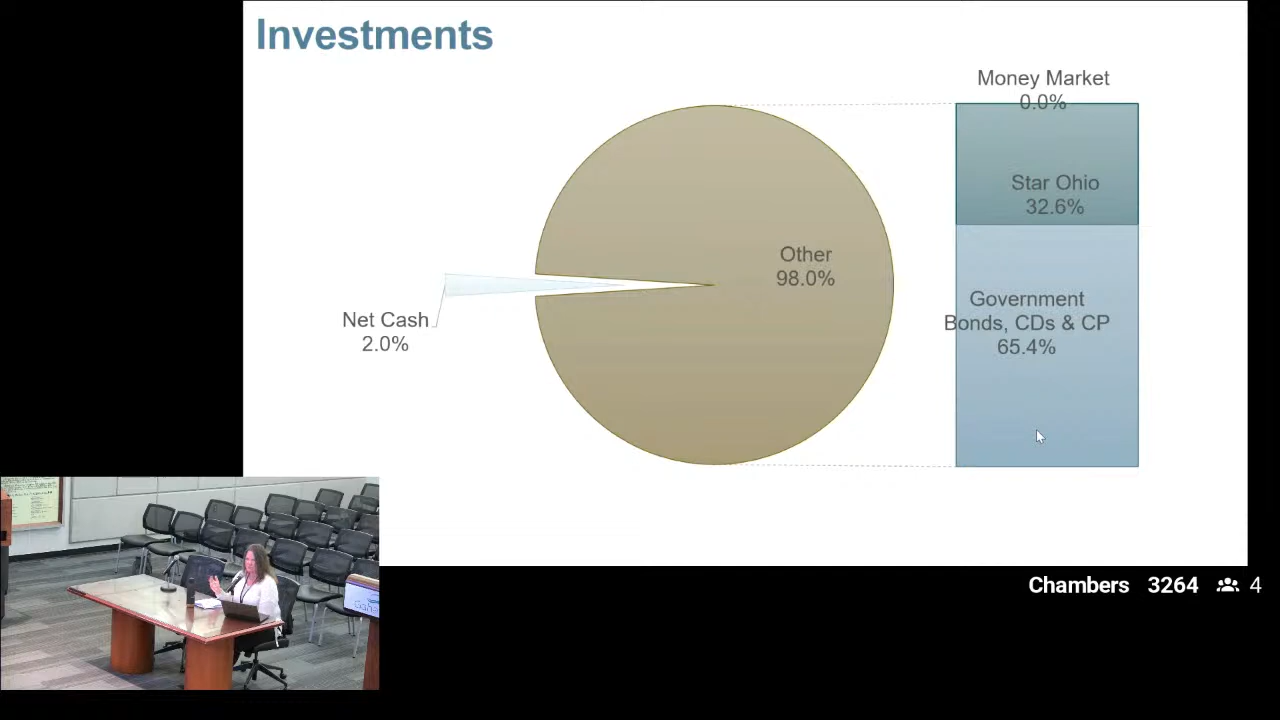 Investments
Money Market
0.0%
Star Ohio
32.6%
Other
98.0%
Government
Bonds, CDs & CP
65.4%
Net Cash
2.0%
Chambers 3264 4